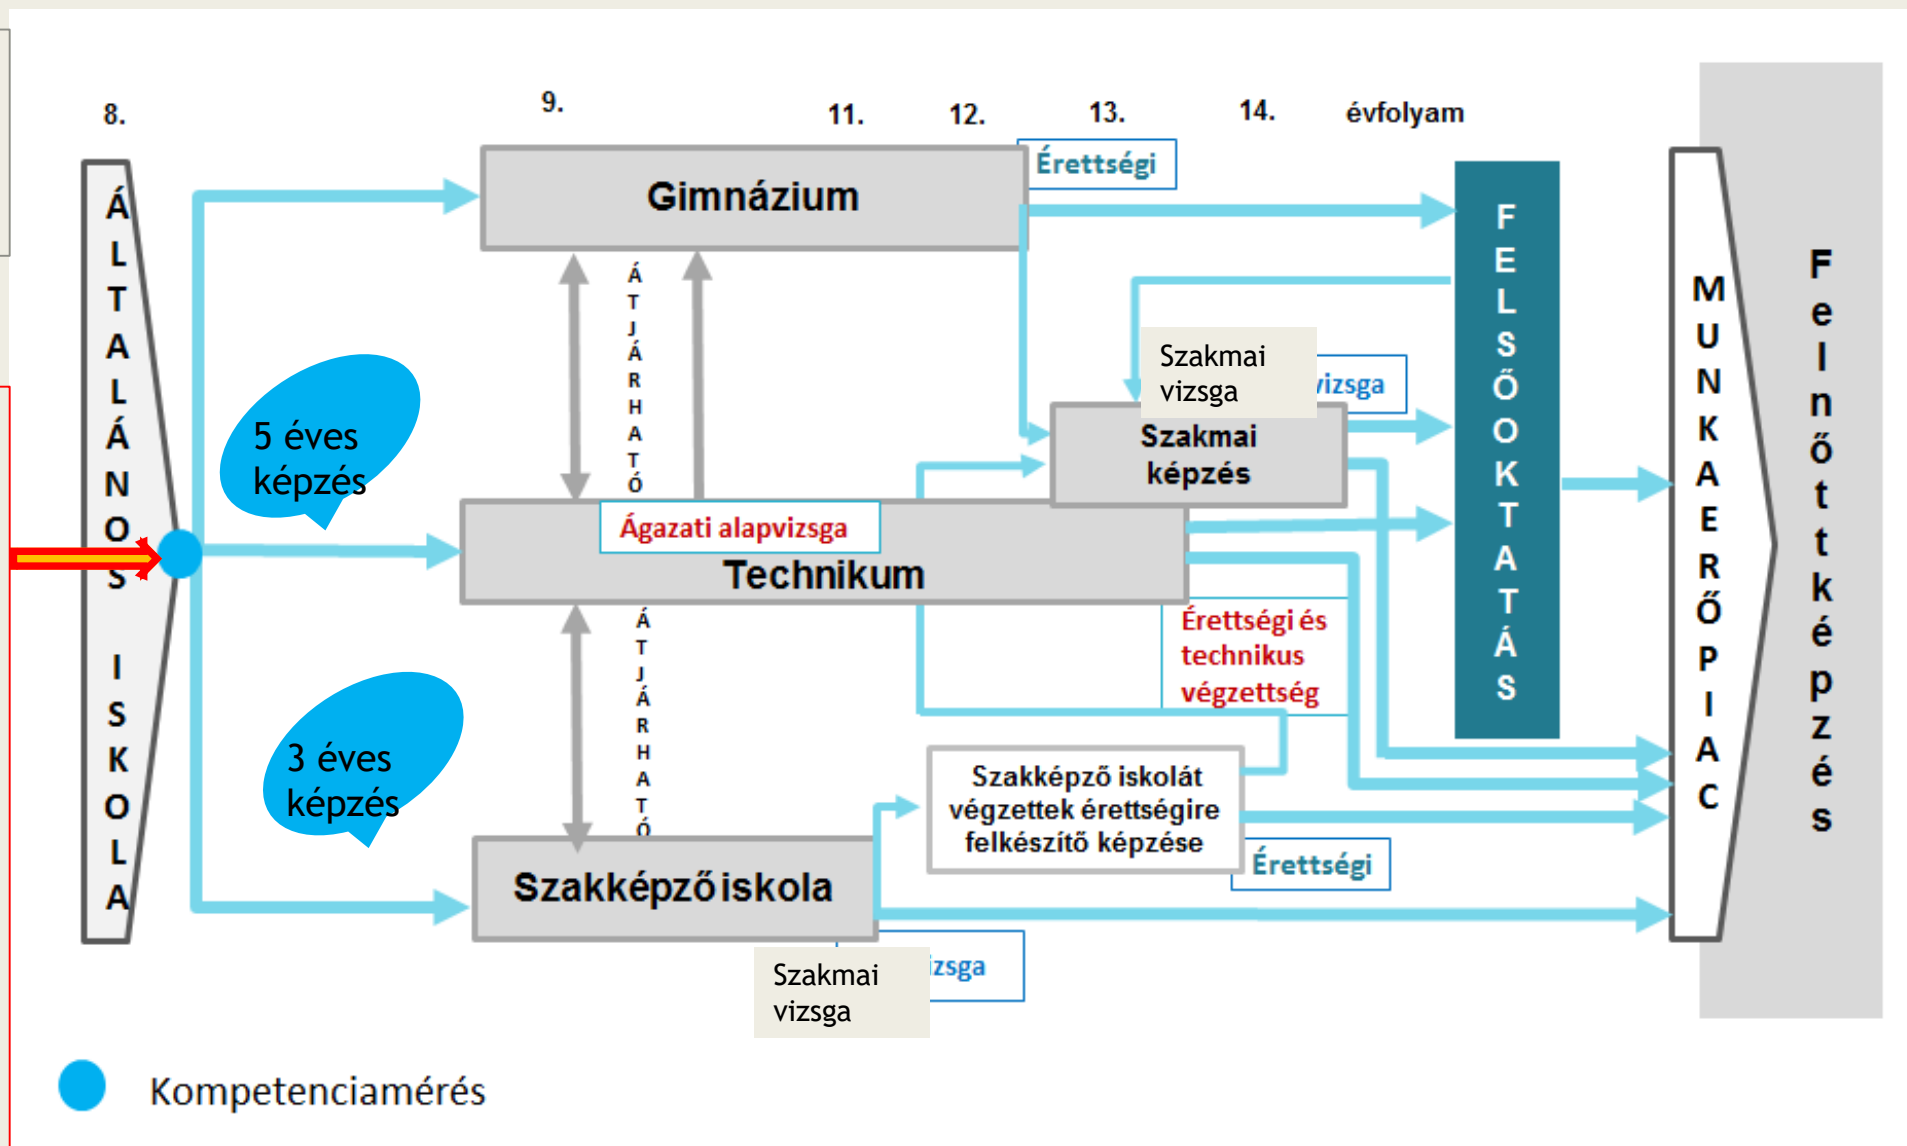 8. 9. 11. 12. 13. 14. évfolyam
ÁLTALÁNOS ISKOLA
Gimnázium
Érettségi
ÁTJÁRHATÓ
5 éves
képzés
Szakmai
vizsga
vizsga
Szakmai
képzés
Ágazati alapvizsga
Technikum
Érettségi és
technikus
végzettség
ÁTJÁRHATÓ
3 éves
képzés
Szakképző iskolát
végzettek érettségire
felkészítő képzése
Érettségi
Szakképző iskola
Szakmai
vizsga
FELSŐOKTATÁS
MUNKAERŐPIAC
Felnőttképzés
Kompetenciamérés